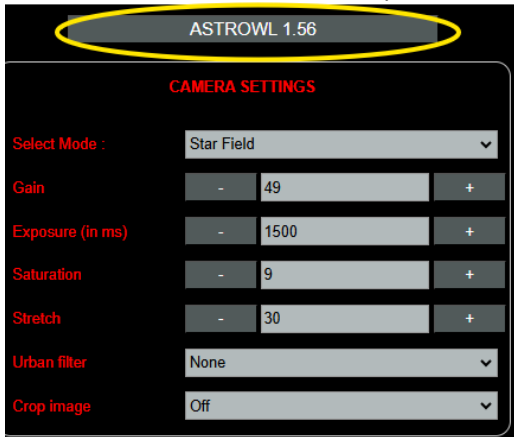 ASTROWL 1.56
CAMERA SETTINGS
Select Mode : Star Field
Gain - 49 +
Exposure (in ms) - 1500 +
Saturation - 9 +
Stretch - 30 +
Urban filter None
Crop image Off